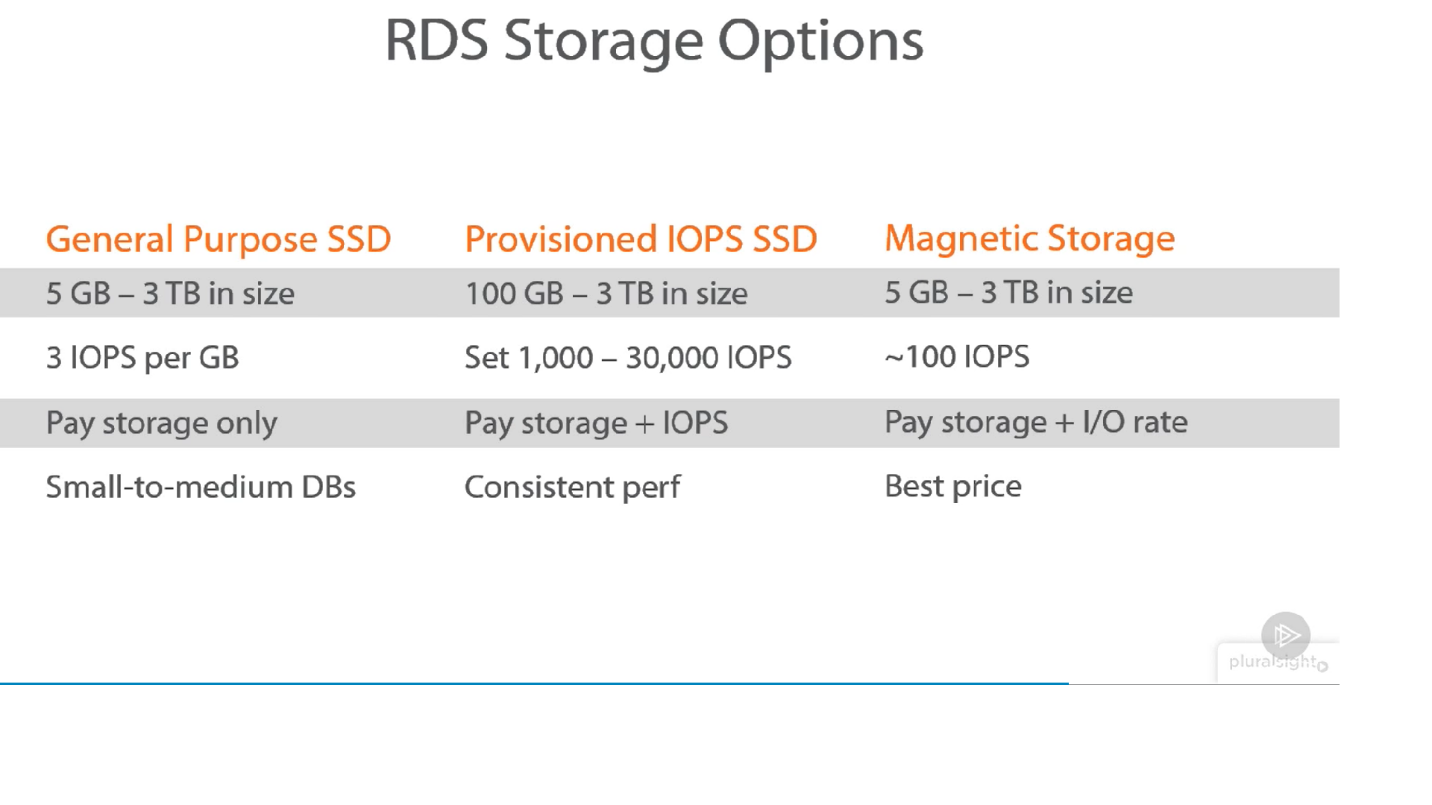 RDS Storage Options
General Purpose SSD Provisioned IOPS SSD Magnetic Storage
5 GB – 3 TB in size 100 GB – 3 TB in size 5 GB – 3 TB in size
3 IOPS per GB Set 1,000 – 30,000 IOPS ~100 IOPS
Pay storage only Pay storage + IOPS Pay storage + I/O rate
Small-to-medium DBs Consistent perf Best price
pluralsight